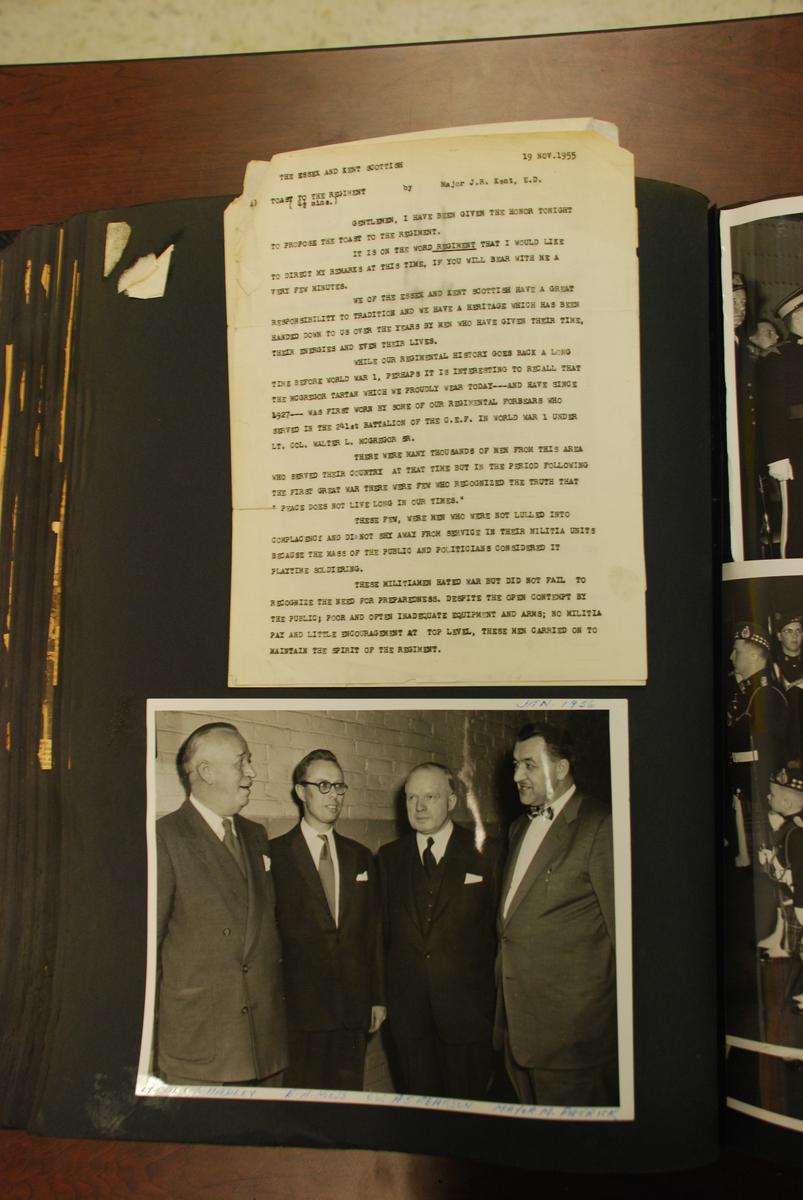 THE ESSEX AND KENT SCOTTISH
19 NOV.1955
1) TOAST TO THE REGIMENT by Major J.R. Kent, E.D.
( 4½ mins.)
GENTLEMEN, I HAVE BEEN GIVEN THE HONOR TONIGHT
TO PROPOSE THE TOAST TO THE REGIMENT.
IT IS ON THE WORD REGIMENT THAT I WOULD LIKE
TO DIRECT MY REMARKS AT THIS TIME, IF YOU WILL BEAR WITH ME A
VERY FEW MINUTES.
WE OF THE ESSEX AND KENT SCOTTISH HAVE A GREAT
RESPONSIBILITY TO TRADITION AND WE HAVE A HERITAGE WHICH HAS BEEN
HANDED DOWN TO US OVER THE YEARS BY MEN WHO HAVE GIVEN THEIR TIME,
THEIR ENERGIES AND EVEN THEIR LIVES.
WHILE OUR REGIMENTAL HISTORY GOES BACK A LONG
TIME BEFORE WORLD WAR 1, PERHAPS IT IS INTERESTING TO RECALL THAT
THE MCGREGOR TARTAN WHICH WE PROUDLY WEAR TODAY---AND HAVE SINCE
1927--- WAS FIRST WORN BY SOME OF OUR REGIMENTAL FORBEARS WHO
SERVED IN THE 241st BATTALION OF THE C.E.F. IN WORLD WAR 1 UNDER
LT. COL. WALTER L. MCGREGOR SR.
THERE WERE MANY THOUSANDS OF MEN FROM THIS AREA
WHO SERVED THEIR COUNTRY AT THAT TIME BUT IN THE PERIOD FOLLOWING
THE FIRST GREAT WAR THERE WERE FEW WHO RECOGNIZED THE TRUTH THAT
" PEACE DOES NOT LIVE LONG IN OUR TIMES."
THESE FEW, WERE MEN WHO WERE NOT LULLED INTO
COMPLACENCY AND DID NOT SHY AWAY FROM SERVICE IN THEIR MILITIA UNITS
BECAUSE THE MASS OF THE PUBLIC AND POLITICIANS CONSIDERED IT
PLAYTIME SOLDIERING.
THESE MILITIAMEN HATED WAR BUT DID NOT FAIL TO
RECOGNIZE THE NEED FOR PREPAREDNESS. DESPITE THE OPEN CONTEMPT BY
THE PUBLIC; POOR AND OFTEN INADEQUATE EQUIPMENT AND ARMS; NO MILITIA
PAY AND LITTLE ENCOURAGEMENT AT TOP LEVEL, THESE MEN CARRIED ON TO
MAINTAIN THE SPIRIT OF THE REGIMENT.
JAN. 1956
MAYOR M. PATRICK